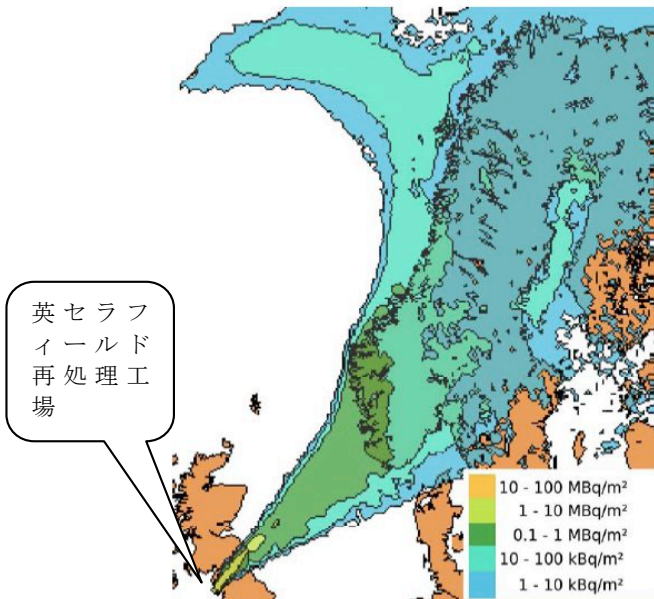 英セラフ
ィールド
再処理工
場
10 - 100 MBq/m²
1 - 10 MBq/m²
0.1 - 1 MBq/m²
10 - 100 kBq/m²
1 - 10 kBq/m²